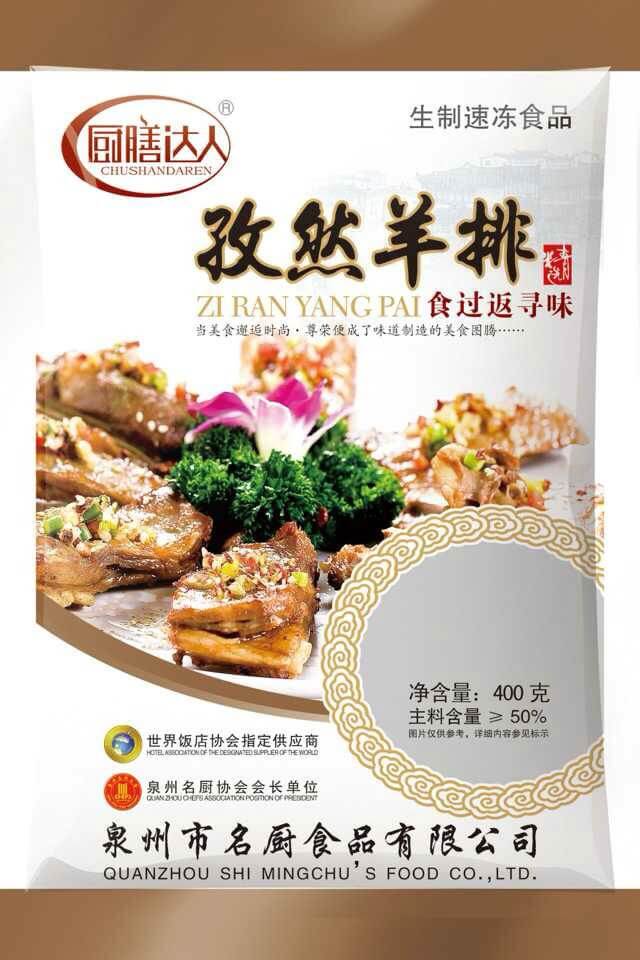 厨膳达人
CHUSHANDAREN
®
生制速冻食品
孜然羊排
ZI RAN YANG PAI 食过返寻味
当美食邂逅时尚·尊荣便成了味道制造的美食图腾……
净含量：400 克
主料含量 ≥ 50%
图片仅供参考，详细内容参见标示
世界饭店协会指定供应商
HOTEL ASSOCIATION OF THE DESIGNATED SUPPLIER OF THE WORLD
泉州名厨协会会长单位
QUAN ZHOU CHEFS ASSOCIATION POSITION OF PRESIDENT
泉州市名厨食品有限公司
QUANZHOU SHI MINGCHU'S FOOD CO.,LTD.